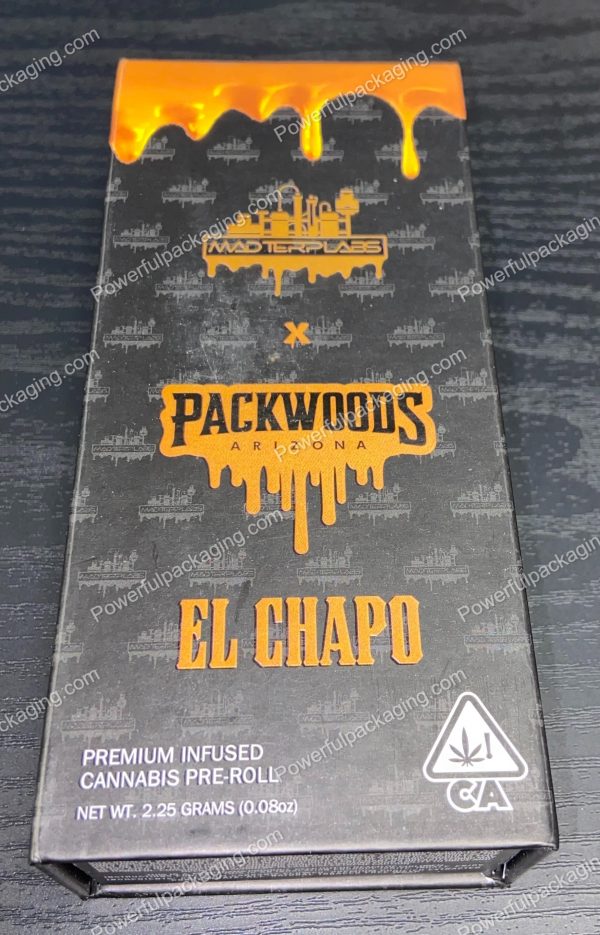 MADTERPLABS
x
PACKWOODS
ARIZONA
EL CHAPO
PREMIUM INFUSED
CANNABIS PRE-ROLL
NET WT. 2.25 GRAMS (0.08oz)
!
CA
Powerfulpackaging.com